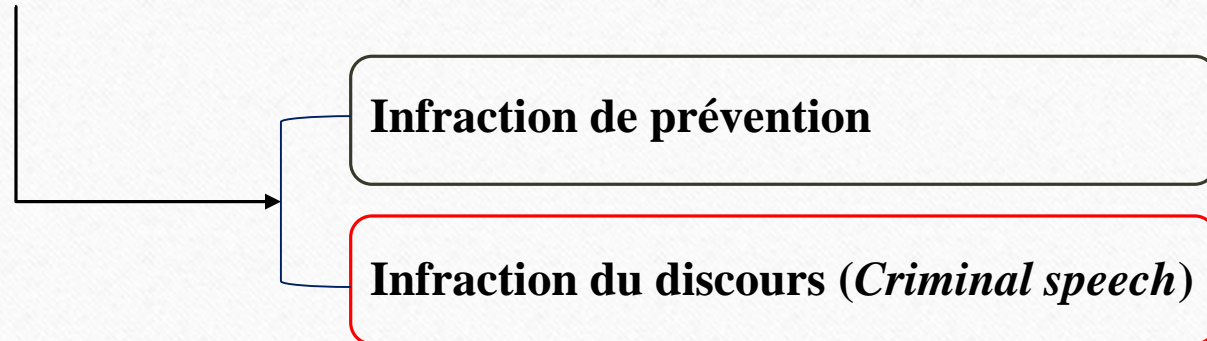 Infraction de prévention
Infraction du discours (Criminal speech)